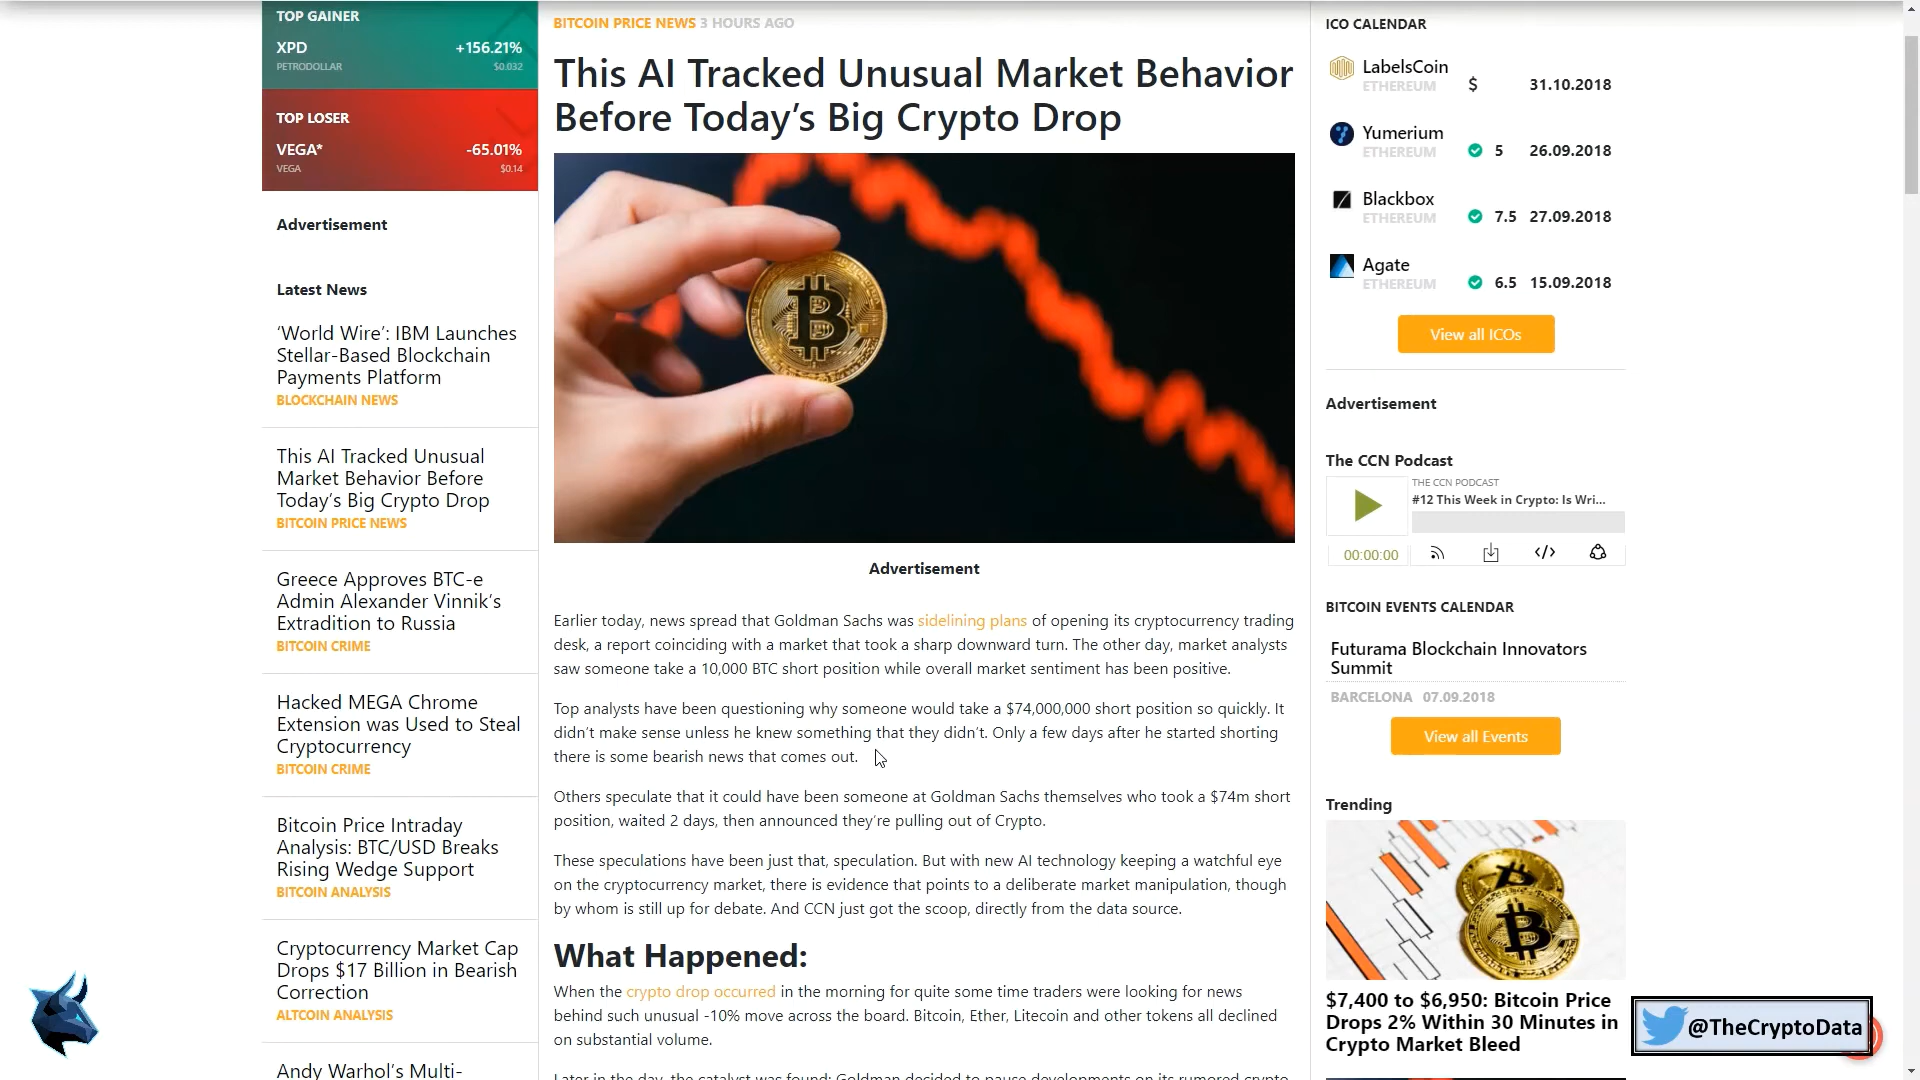 TOP GAINER
XPD +156.21%
PETRODOLLAR $0.032
TOP LOSER
VEGA* -65.01%
VEGA $0.14
Advertisement
Latest News
‘World Wire’: IBM Launches
Stellar-Based Blockchain
Payments Platform
BLOCKCHAIN NEWS
This AI Tracked Unusual
Market Behavior Before
Today’s Big Crypto Drop
BITCOIN PRICE NEWS
Greece Approves BTC-e
Admin Alexander Vinnik’s
Extradition to Russia
BITCOIN CRIME
Hacked MEGA Chrome
Extension was Used to Steal
Cryptocurrency
BITCOIN CRIME
Bitcoin Price Intraday
Analysis: BTC/USD Breaks
Rising Wedge Support
BITCOIN ANALYSIS
Cryptocurrency Market Cap
Drops $17 Billion in Bearish
Correction
ALTCOIN ANALYSIS
Andy Warhol’s Multi-
BITCOIN PRICE NEWS 3 HOURS AGO
This AI Tracked Unusual Market Behavior
Before Today’s Big Crypto Drop
Advertisement
Earlier today, news spread that Goldman Sachs was sidelining plans of opening its cryptocurrency trading
desk, a report coinciding with a market that took a sharp downward turn. The other day, market analysts
saw someone take a 10,000 BTC short position while overall market sentiment has been positive.
Top analysts have been questioning why someone would take a $74,000,000 short position so quickly. It
didn’t make sense unless he knew something that they didn’t. Only a few days after he started shorting
there is some bearish news that comes out.
Others speculate that it could have been someone at Goldman Sachs themselves who took a $74m short
position, waited 2 days, then announced they’re pulling out of Crypto.
These speculations have been just that, speculation. But with new AI technology keeping a watchful eye
on the cryptocurrency market, there is evidence that points to a deliberate market manipulation, though
by whom is still up for debate. And CCN just got the scoop, directly from the data source.
What Happened:
When the crypto drop occurred in the morning for quite some time traders were looking for news
behind such unusual -10% move across the board. Bitcoin, Ether, Litecoin and other tokens all declined
on substantial volume.
Later in the day, the catalyst was found: Goldman decided to pause developments on its rumored crypto
ICO CALENDAR
LabelsCoin
ETHEREUM $ 31.10.2018
Yumerium
ETHEREUM 5 26.09.2018
Blackbox
ETHEREUM 7.5 27.09.2018
Agate
ETHEREUM 6.5 15.09.2018
View all ICOs
Advertisement
The CCN Podcast
THE CCN PODCAST
#12 This Week in Crypto: Is Wri...
00:00:00
BITCOIN EVENTS CALENDAR
Futurama Blockchain Innovators
Summit
BARCELONA 07.09.2018
View all Events
Trending
$7,400 to $6,950: Bitcoin Price
Drops 2% Within 30 Minutes in
Crypto Market Bleed
@TheCryptoData